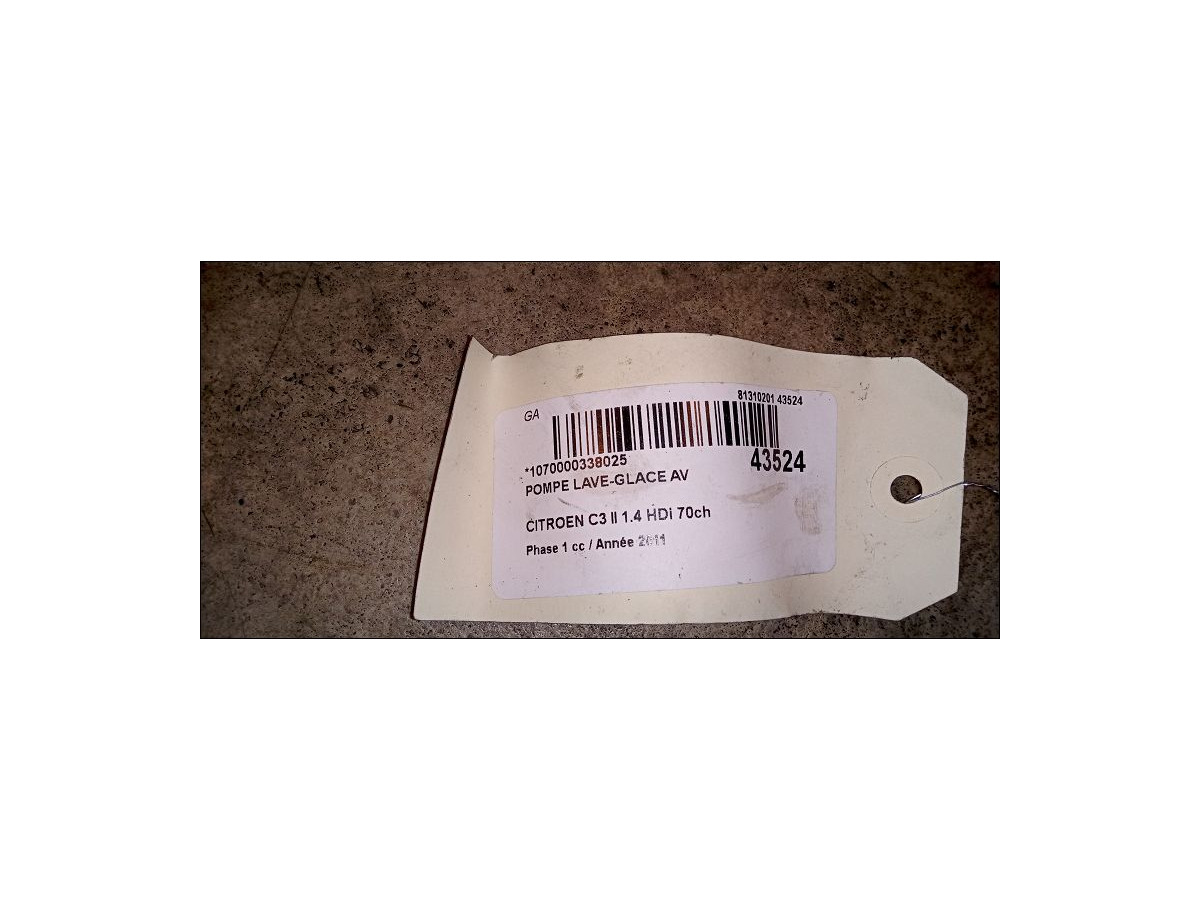 GA
81310201 43524
*1070000338025
43524
POMPE LAVE-GLACE AV
CITROEN C3 II 1.4 HDi 70ch
Phase 1 cc / Année 2011